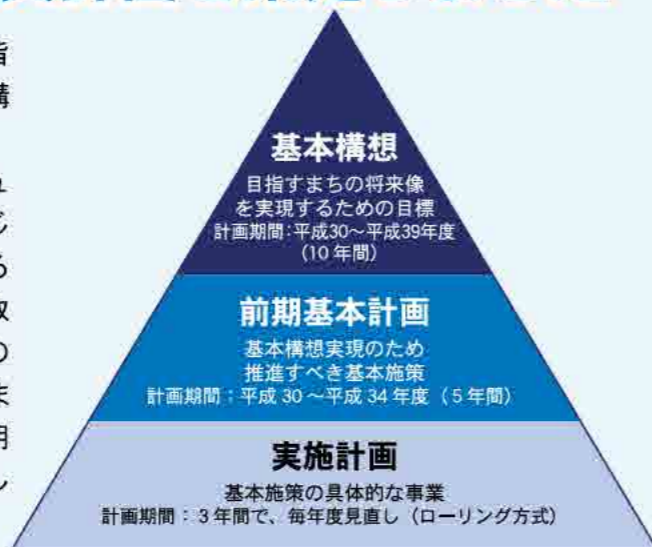 基本構想
目指すまちの将来像
を実現するための目標
計画期間:平成30～平成39年度
(10年間)
前期基本計画
基本構想実現のため
推進すべき基本施策
計画期間:平成30～平成34年度(5年間)
実施計画
基本施策の具体的な事業
計画期間:3年間で、毎年度見直し(ローリング方式)